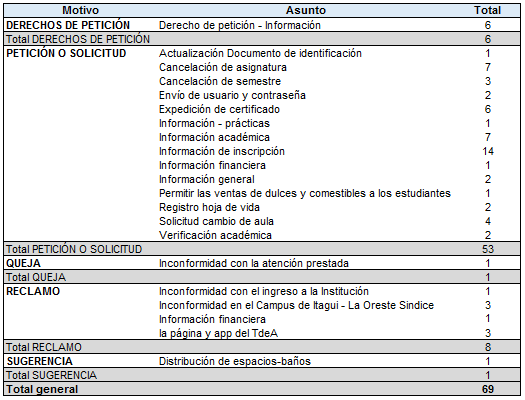 Motivo Asunto Total
DERECHOS DE PETICIÓN Derecho de petición - Información 6
Total DERECHOS DE PETICIÓN 6
PETICIÓN O SOLICITUD Actualización Documento de identificación 1
Cancelación de asignatura 7
Cancelación de semestre 3
Envío de usuario y contraseña 2
Expedición de certificado 6
Información - prácticas 1
Información académica 7
Información de inscripción 14
Información financiera 1
Información general 2
Permitir las ventas de dulces y comestibles a los estudiantes 1
Registro hoja de vida 2
Solicitud cambio de aula 4
Verificación académica 2
Total PETICIÓN O SOLICITUD 53
QUEJA Inconformidad con la atención prestada 1
Total QUEJA 1
RECLAMO Inconformidad con el ingreso a la Institución 1
Inconformidad en el Campus de Itagui - La Oreste Sindice 3
Información financiera 1
la página y app del TdeA 3
Total RECLAMO 8
SUGERENCIA Distribución de espacios-baños 1
Total SUGERENCIA 1
Total general 69